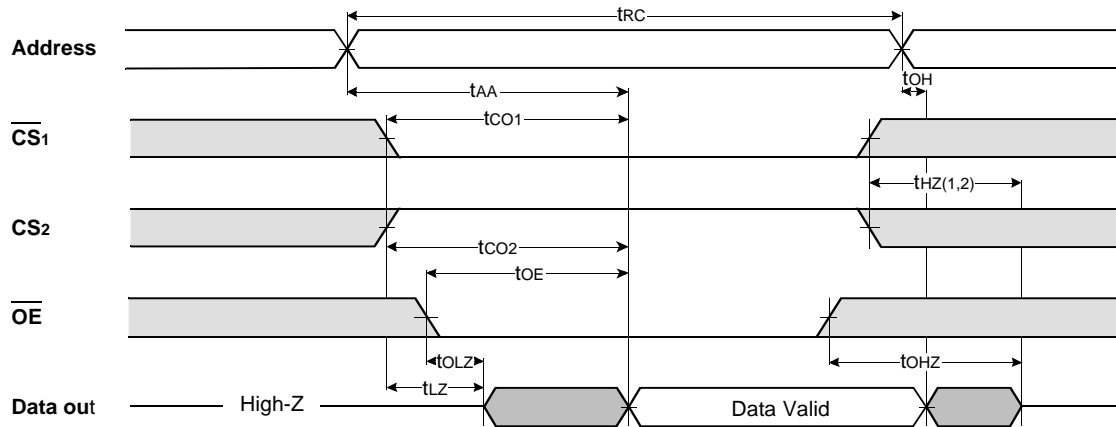 tRC
Address
tOH
tAA
tCO1
CS1
tHZ(1,2)
CS2
tCO2
tOE
OE
tOLZ
tOHZ
tLZ
Data out High-Z Data Valid